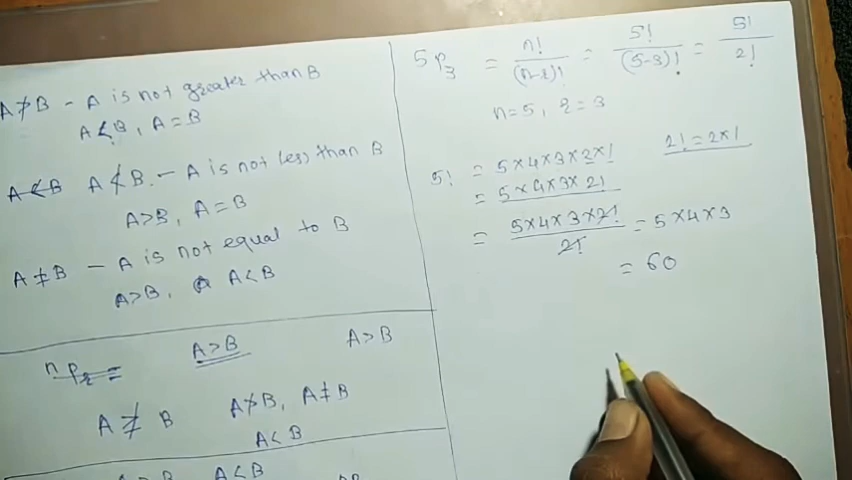 A ≯ B - A is not greater than B
A < B, A = B
A < B A ≮ B. - A is not less than B
A > B, A = B
A ≠ B - A is not equal to B
A > B, A < B
nPr =
A > B
A > B
A ≱ B A ≯ B, A ≠ B
A < B
A < B
5P3 = n!/(n-r)! = 5!/(5-3)! = 5!/2!
n = 5, r = 3
5! = 5×4×3×2×1 2! = 2×1
= 5×4×3×2!
= 5×4×3×2!/2! = 5×4×3
= 60